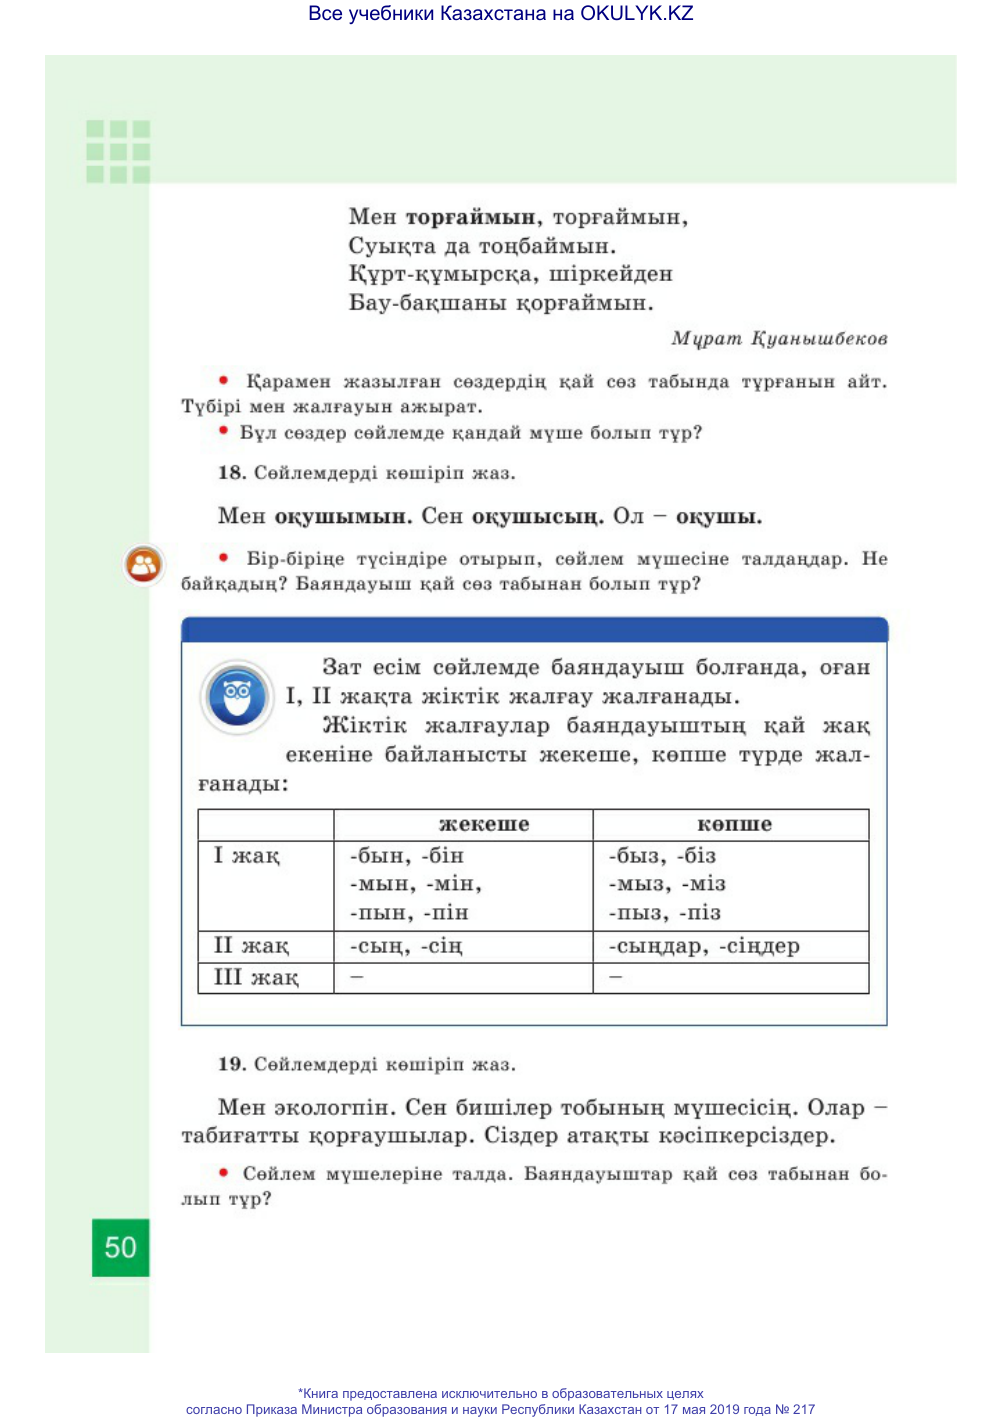 Все учебники Казахстана на OKULYK.KZ
Мен торғаймын, торғаймын,
Суықта да тоңбаймын.
Құрт-құмырсқа, шіркейден
Бау-бақшаны қорғаймын.
Мұрат Қуанышбеков
• Қарамен жазылған сөздердің қай сөз табында тұрғанын айт.
Түбірі мен жалғауын ажырат.
• Бұл сөздер сөйлемде қандай мүше болып тұр?
18. Сөйлемдерді көшіріп жаз.
Мен оқушымын. Сен оқушысың. Ол – оқушы.
• Бір-біріңе түсіндіре отырып, сөйлем мүшесіне талдаңдар. Не
байқадың? Баяндауыш қай сөз табынан болып тұр?
Зат есім сөйлемде баяндауыш болғанда, оған
I, II жақта жіктік жалғау жалғанады.
Жіктік жалғаулар баяндауыштың қай жақ
екеніне байланысты жекеше, көпше түрде жал-
ғанады:
жекеше көпше
I жақ -бын, -бін -быз, -біз
-мын, -мін, -мыз, -міз
-пын, -пін -пыз, -піз
II жақ -сың, -сің -сыңдар, -сіңдер
III жақ – –
19. Сөйлемдерді көшіріп жаз.
Мен экологпін. Сен бишілер тобының мүшесісің. Олар –
табиғатты қорғаушылар. Сіздер атақты кәсіпкерсіздер.
• Сөйлем мүшелеріне талда. Баяндауыштар қай сөз табынан бо-
лып тұр?
50
*Книга предоставлена исключительно в образовательных целях
согласно Приказа Министра образования и науки Республики Казахстан от 17 мая 2019 года № 217